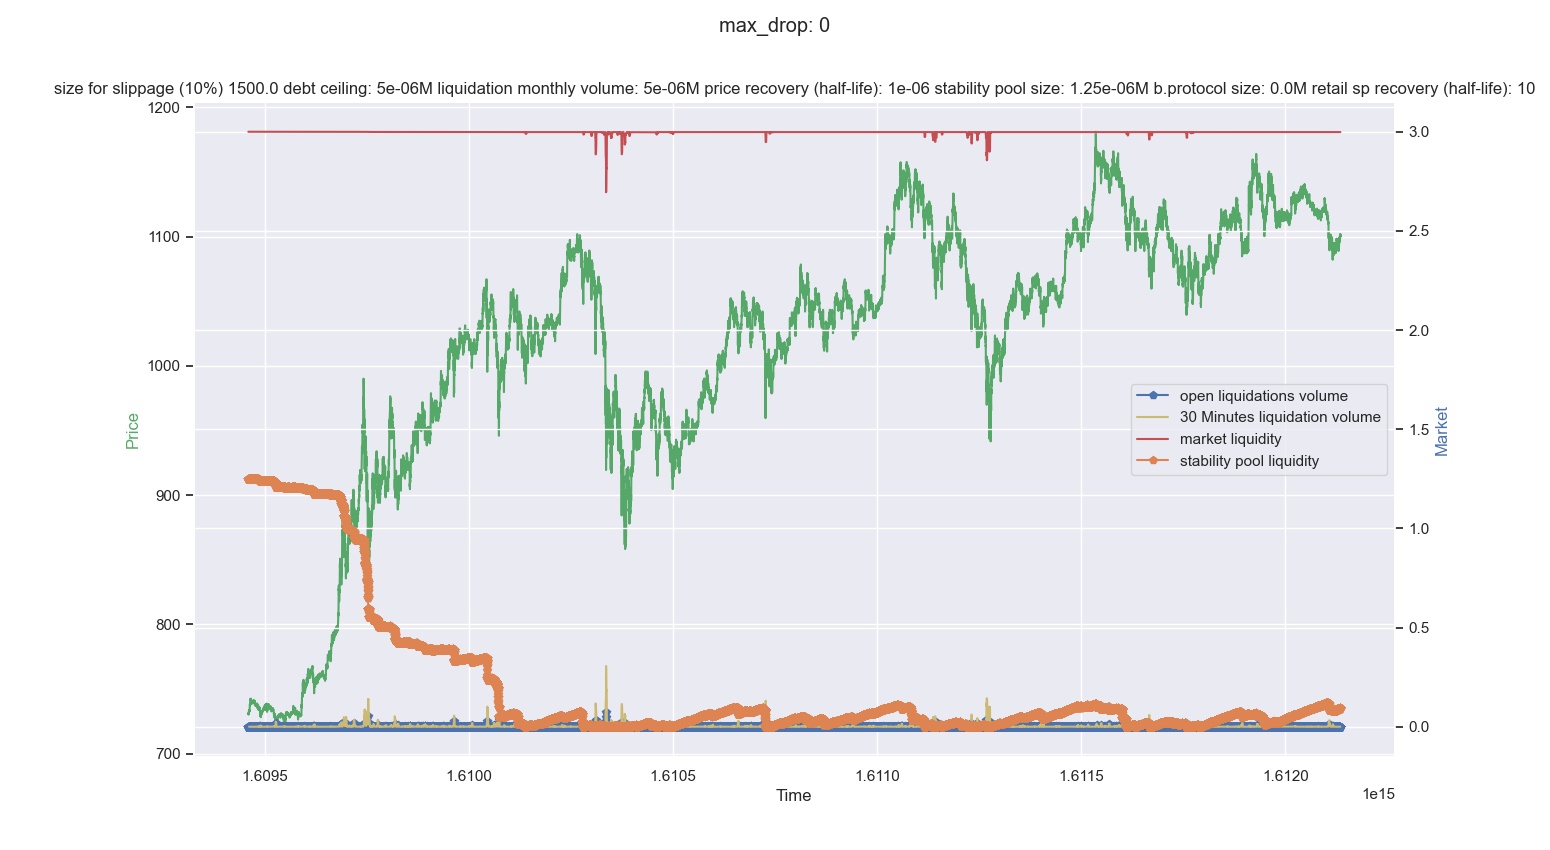 max_drop: 0
size for slippage (10%) 1500.0 debt ceiling: 5e-06M liquidation monthly volume: 5e-06M price recovery (half-life): 1e-06 stability pool size: 1.25e-06M b.protocol size: 0.0M retail sp recovery (half-life): 10
1200
1100
1000
900
800
700
Price
3.0
2.5
2.0
1.5
1.0
0.5
0.0
Market
open liquidations volume
30 Minutes liquidation volume
market liquidity
stability pool liquidity
1.6095
1.6100
1.6105
1.6110
1.6115
1.6120
Time
1e15